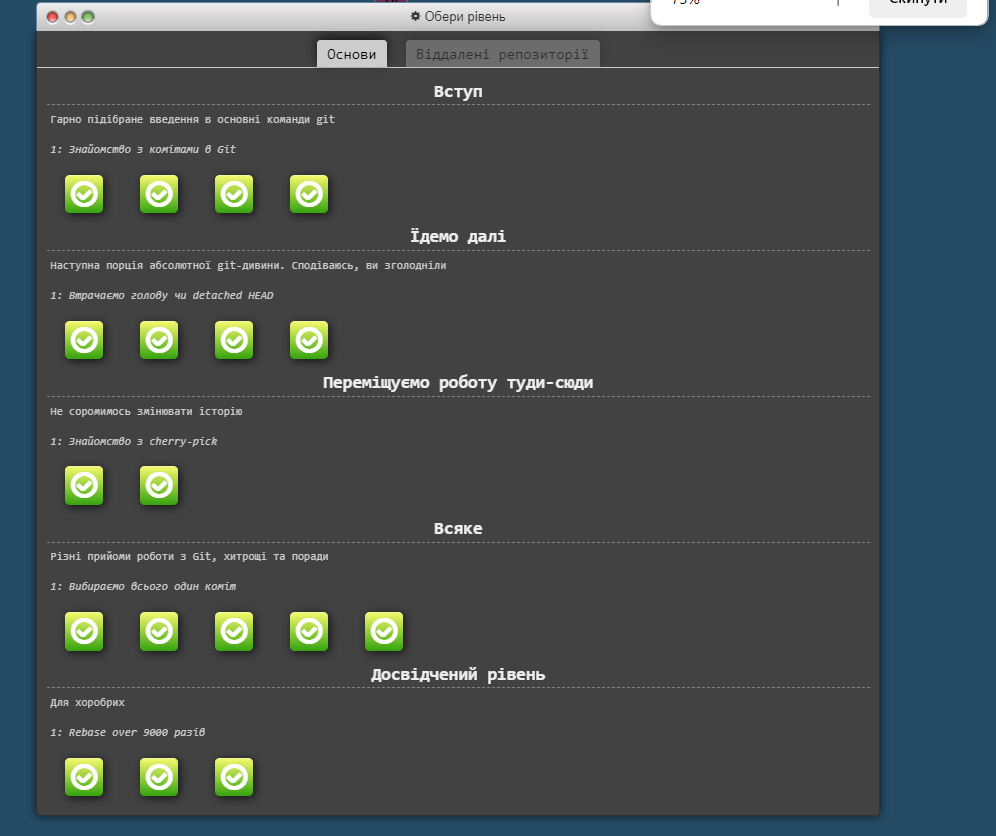 75%
Скинути
Обери рівень
Основи
Віддалені репозиторії
Вступ
Гарно підібране введення в основні команди git
1: Знайомство з комітами в Git
Їдемо далі
Наступна порція абсолютної git-дивини. Сподіваюсь, ви зголодніли
1: Втрачаємо голову чи detached HEAD
Переміщуємо роботу туди-сюди
Не соромимось змінювати історію
1: Знайомство з cherry-pick
Всяке
Різні прийоми роботи з Git, хитрощі та поради
1: Вибираємо всього один коміт
Досвідчений рівень
Для хоробрих
1: Rebase over 9000 разів